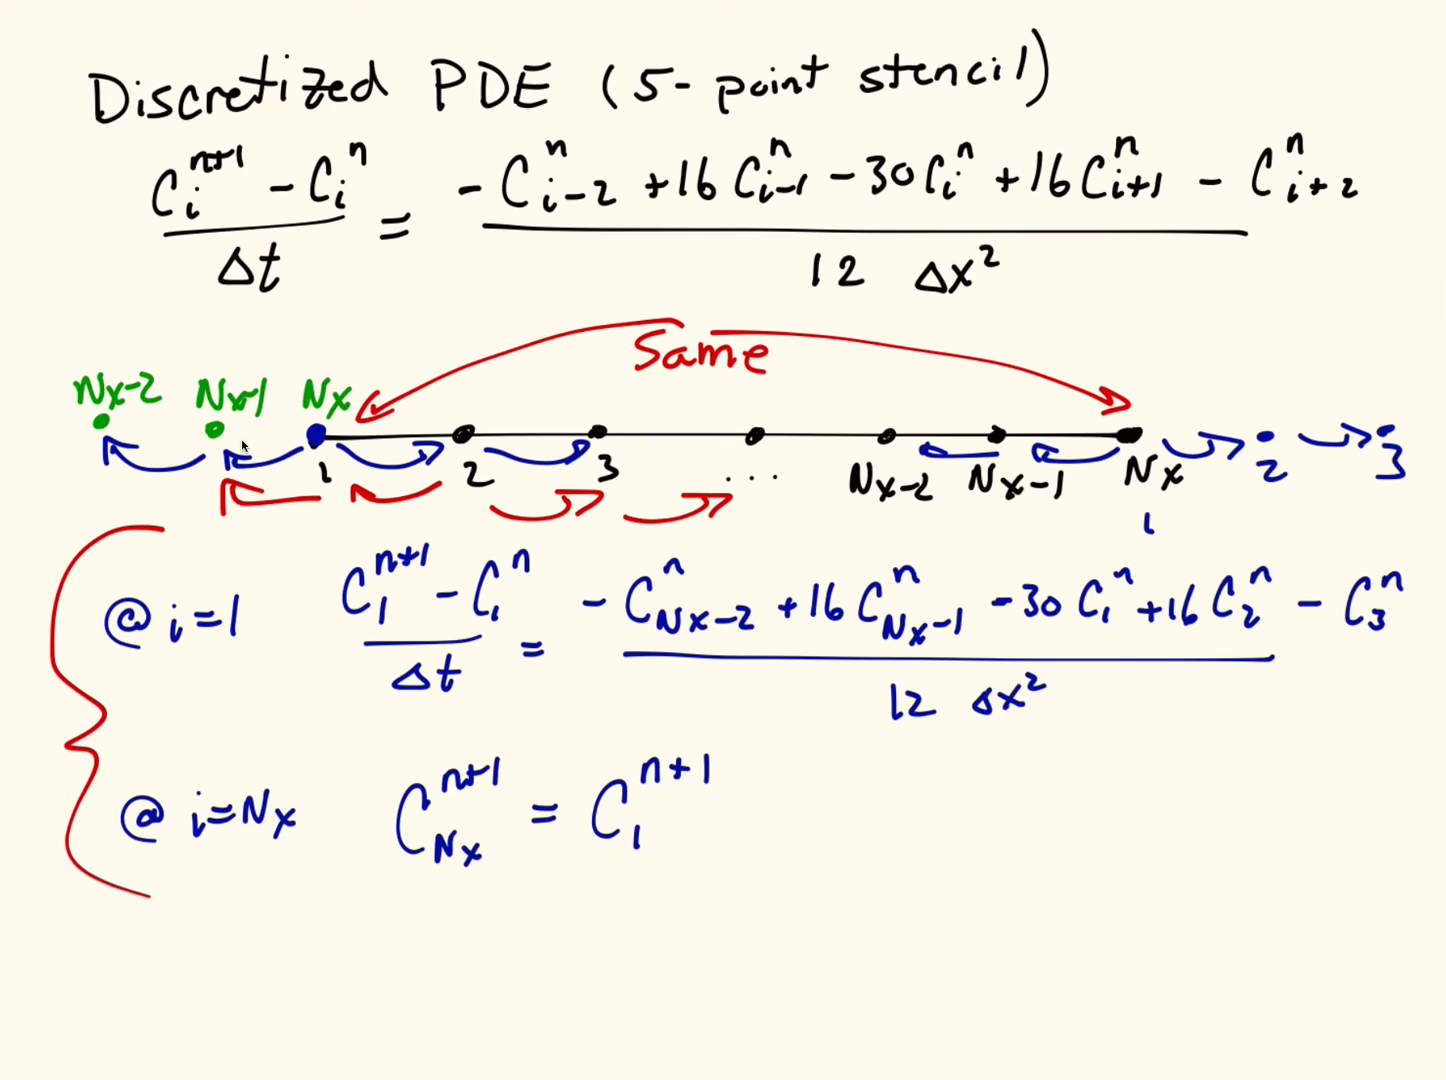 Discretized PDE (5-point stencil)
(C_i^{n+1} - C_i^n) / Δt = (-C_{i-2}^n + 16 C_{i-1}^n - 30 C_i^n + 16 C_{i+1}^n - C_{i+2}^n) / (12 Δx^2)
Same
Nx-2 Nx-1 Nx
1 2 3 ... Nx-2 Nx-1 Nx 2 3
1
@ i=1 (C_1^{n+1} - C_1^n) / Δt = (-C_{Nx-2}^n + 16 C_{Nx-1}^n - 30 C_1^n + 16 C_2^n - C_3^n) / (12 Δx^2)
@ i=Nx C_{Nx}^{n+1} = C_1^{n+1}